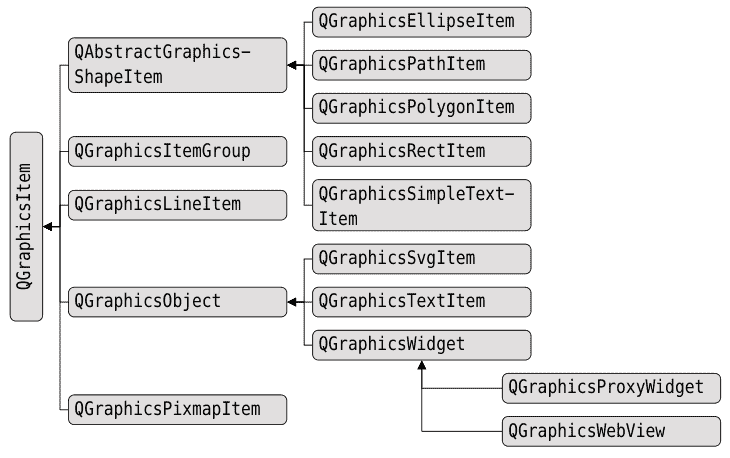 QGraphicsItem
QAbstractGraphics-
ShapeItem
QGraphicsItemGroup
QGraphicsLineItem
QGraphicsObject
QGraphicsPixmapItem
QGraphicsEllipseItem
QGraphicsPathItem
QGraphicsPolygonItem
QGraphicsRectItem
QGraphicsSimpleText-
Item
QGraphicsSvgItem
QGraphicsTextItem
QGraphicsWidget
QGraphicsProxyWidget
QGraphicsWebView